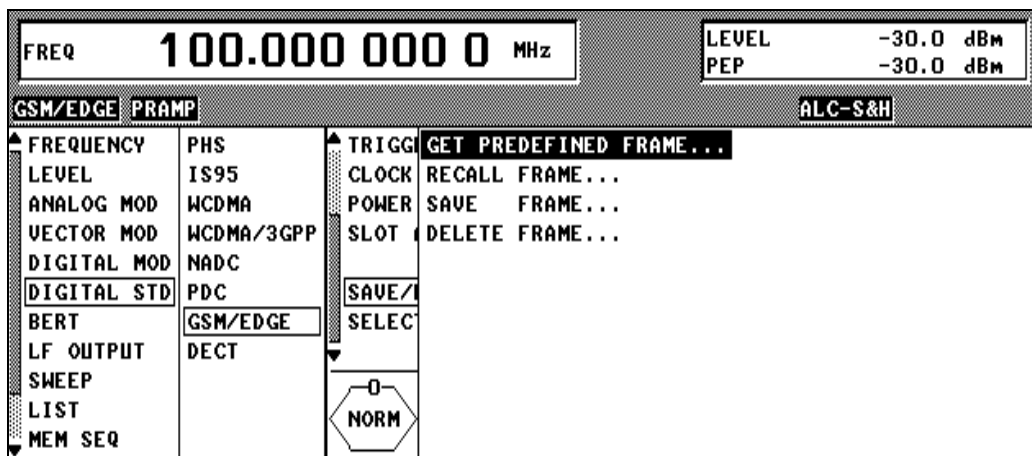 FREQ 100.000 000 0 MHz
LEVEL -30.0 dBm
PEP -30.0 dBm
GSM/EDGE PRAMP
ALC-S&H
FREQUENCY
LEVEL
ANALOG MOD
VECTOR MOD
DIGITAL MOD
DIGITAL STD
BERT
LF OUTPUT
SWEEP
LIST
MEM SEQ
PHS
IS95
WCDMA
WCDMA/3GPP
NADC
PDC
GSM/EDGE
DECT
TRIGG
CLOCK
POWER
SLOT
SAVE/
SELEC
0
NORM
GET PREDEFINED FRAME...
RECALL FRAME...
SAVE FRAME...
DELETE FRAME...